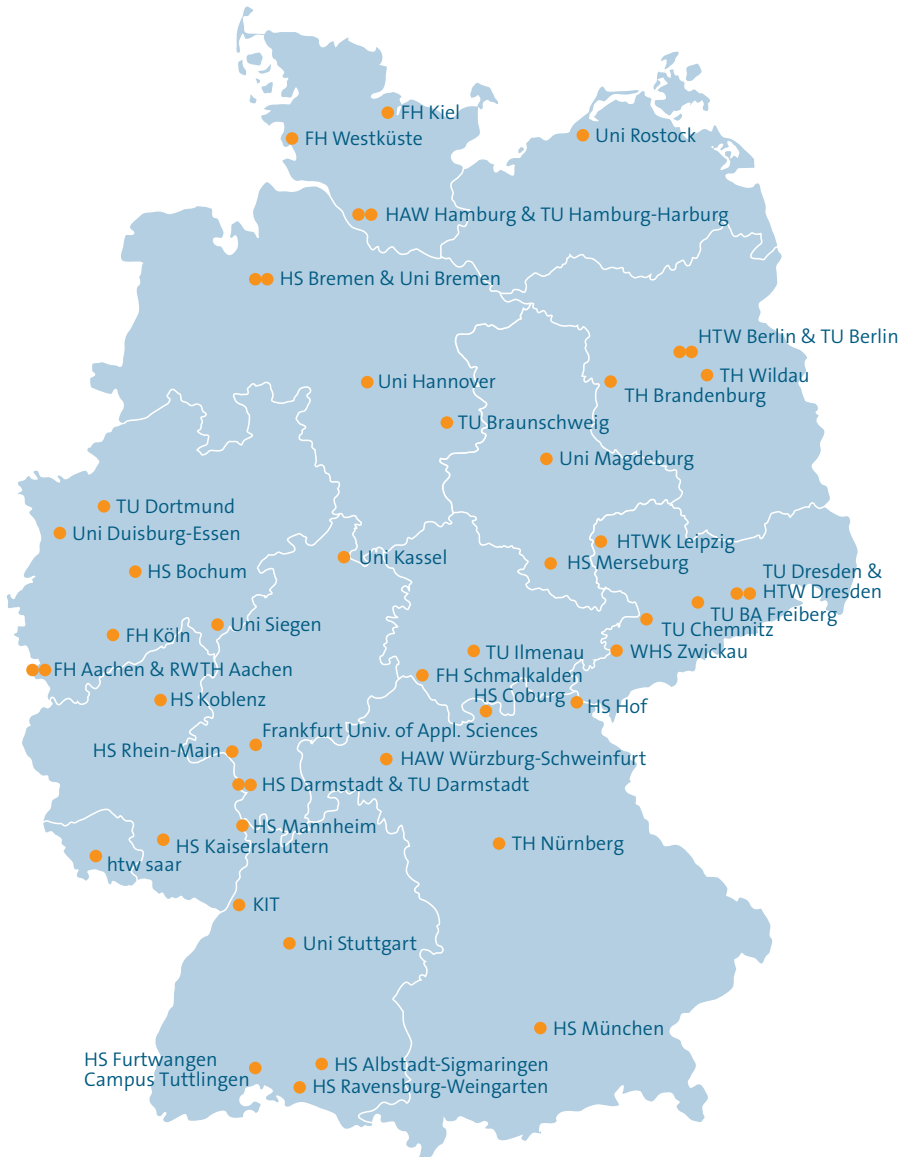 FH Kiel
FH Westküste
Uni Rostock
HAW Hamburg & TU Hamburg-Harburg
HS Bremen & Uni Bremen
HTW Berlin & TU Berlin
TH Wildau
Uni Hannover
TH Brandenburg
TU Braunschweig
Uni Magdeburg
TU Dortmund
Uni Duisburg-Essen
HTWK Leipzig
Uni Kassel
HS Merseburg
HS Bochum
TU Dresden &
HTW Dresden
TU BA Freiberg
Uni Siegen
TU Chemnitz
FH Köln
TU Ilmenau
WHS Zwickau
FH Aachen & RWTH Aachen
FH Schmalkalden
HS Coburg
HS Koblenz
HS Hof
Frankfurt Univ. of Appl. Sciences
HS Rhein-Main
HAW Würzburg-Schweinfurt
HS Darmstadt & TU Darmstadt
HS Mannheim
HS Kaiserslautern
TH Nürnberg
htw saar
KIT
Uni Stuttgart
HS München
HS Furtwangen
Campus Tuttlingen
HS Albstadt-Sigmaringen
HS Ravensburg-Weingarten